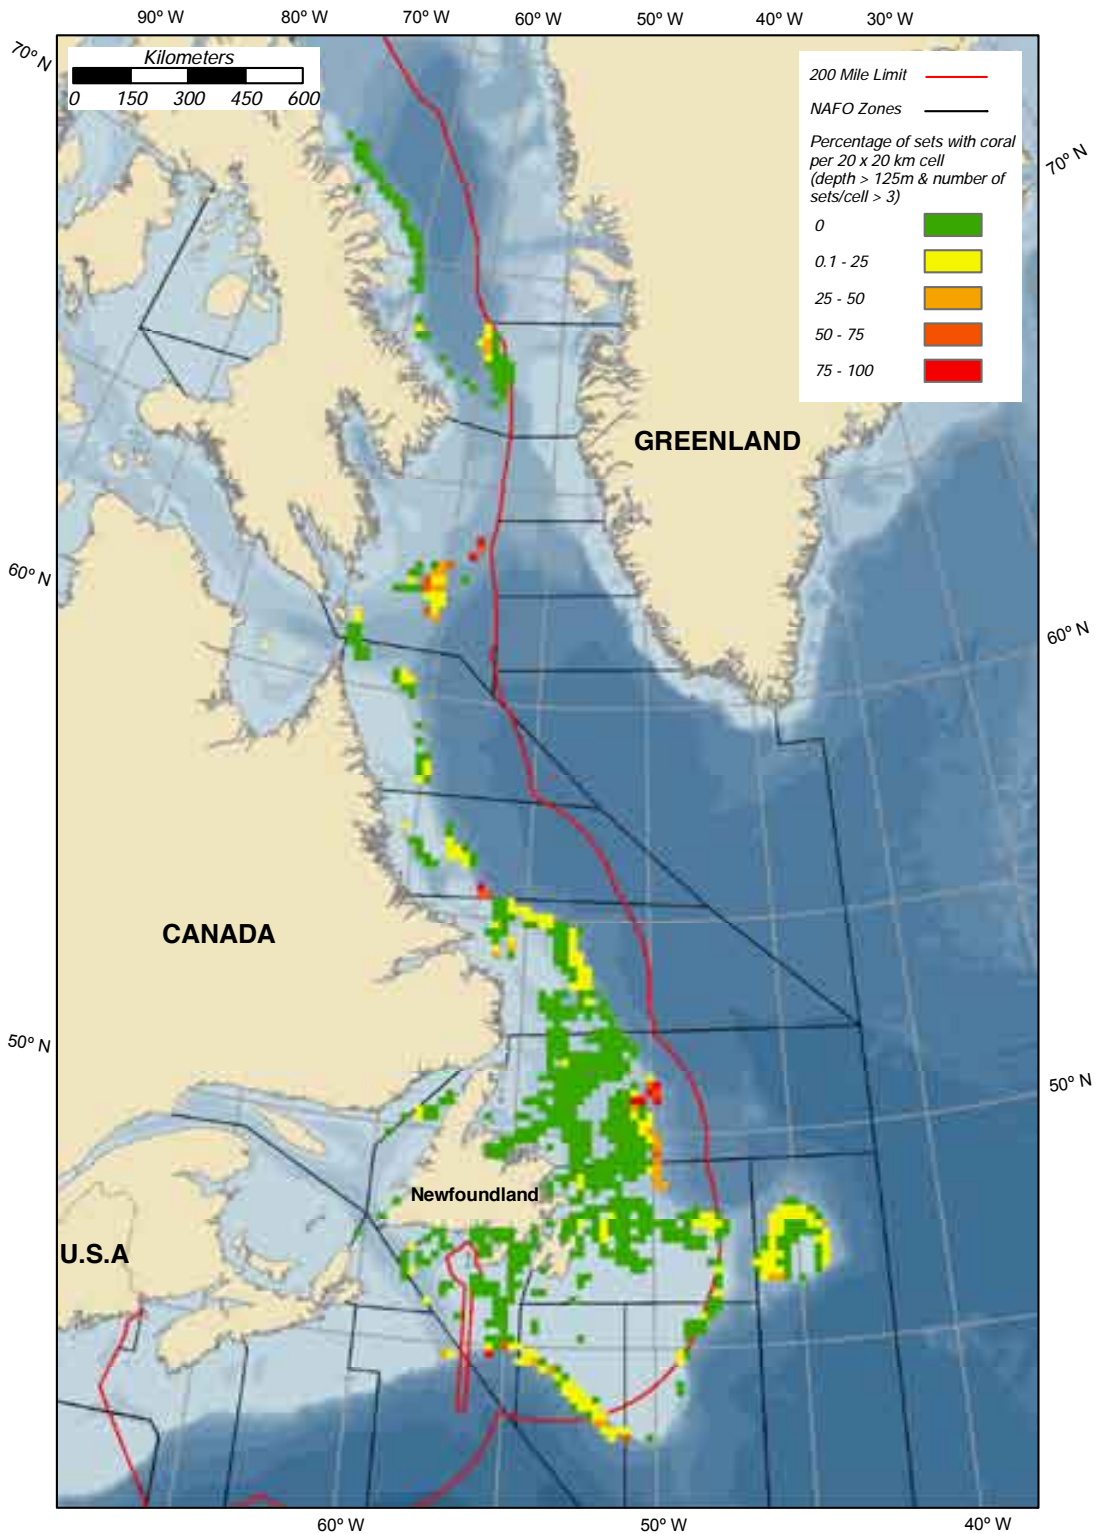 90° W 80° W 70° W 60° W 50° W 40° W 30° W
70° N
Kilometers
0 150 300 450 600
200 Mile Limit
NAFO Zones
Percentage of sets with coral
per 20 x 20 km cell
(depth > 125m & number of
sets/cell > 3)
0
0.1 - 25
25 - 50
50 - 75
75 - 100
70° N
GREENLAND
60° N
60° N
CANADA
50° N
50° N
Newfoundland
U.S.A
60° W 50° W 40° W